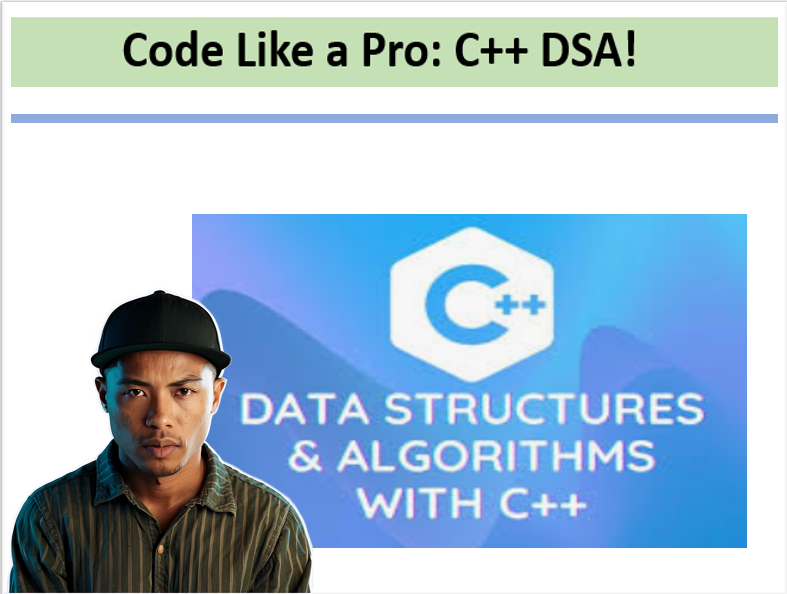 Code Like a Pro: C++ DSA!
C++
DATA STRUCTURES
& ALGORITHMS
WITH C++